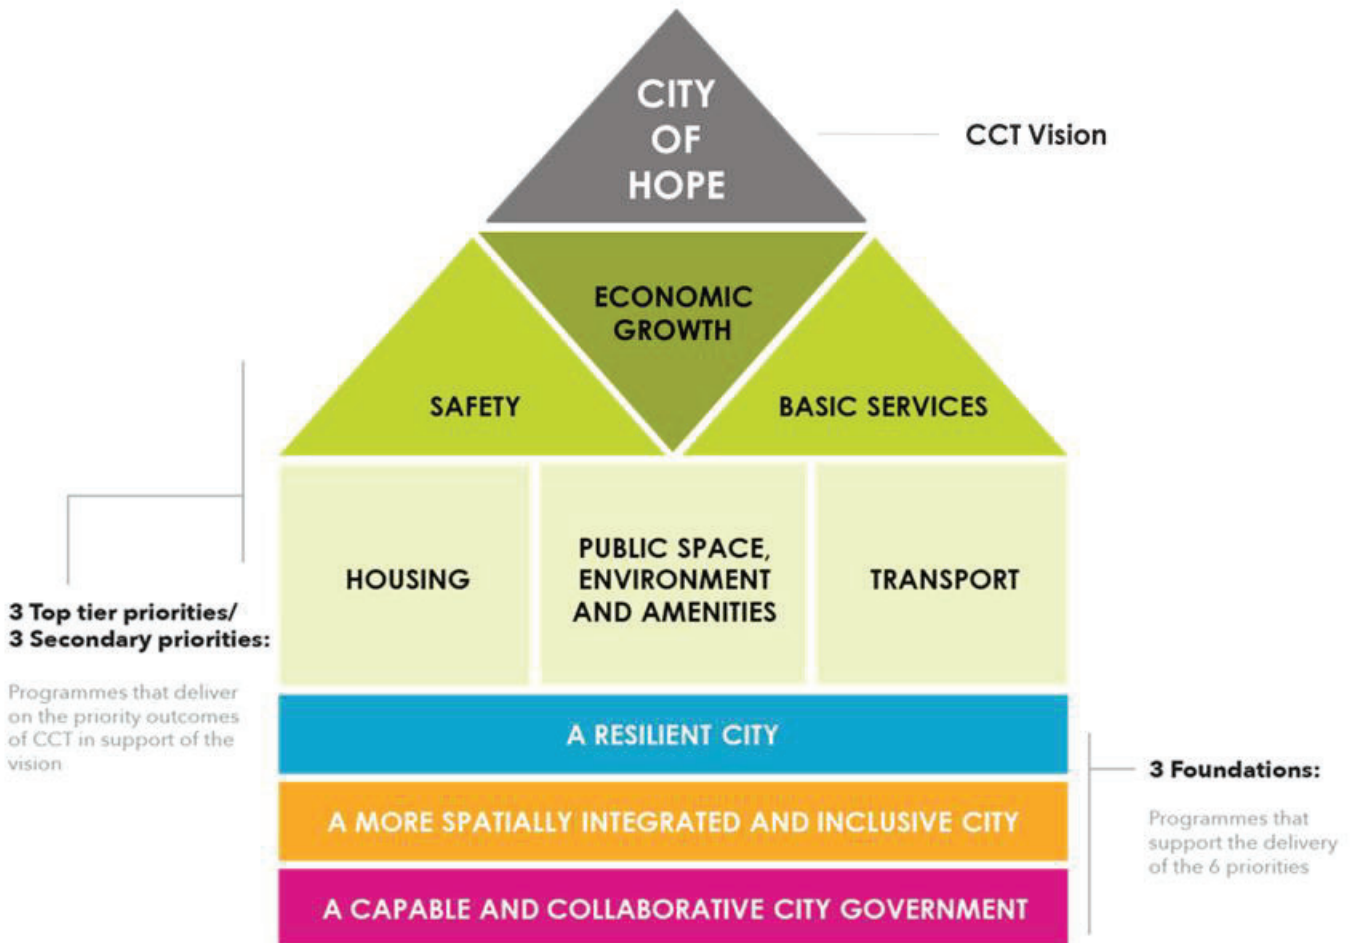 CITY
OF
HOPE
CCT Vision
ECONOMIC
GROWTH
SAFETY
BASIC SERVICES
HOUSING
PUBLIC SPACE,
ENVIRONMENT
AND AMENITIES
TRANSPORT
3 Top tier priorities/
3 Secondary priorities:
Programmes that deliver
on the priority outcomes
of CCT in support of the
vision
A RESILIENT CITY
A MORE SPATIALLY INTEGRATED AND INCLUSIVE CITY
A CAPABLE AND COLLABORATIVE CITY GOVERNMENT
3 Foundations:
Programmes that
support the delivery
of the 6 priorities